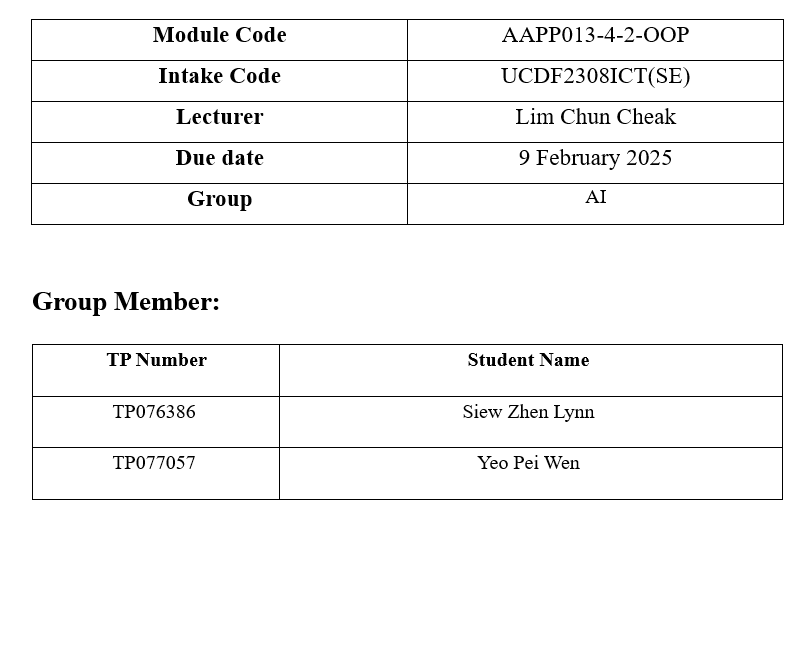 Module Code AAPP013-4-2-OOP
Intake Code UCDF2308ICT(SE)
Lecturer Lim Chun Cheak
Due date 9 February 2025
Group AI
Group Member:
TP Number Student Name
TP076386 Siew Zhen Lynn
TP077057 Yeo Pei Wen